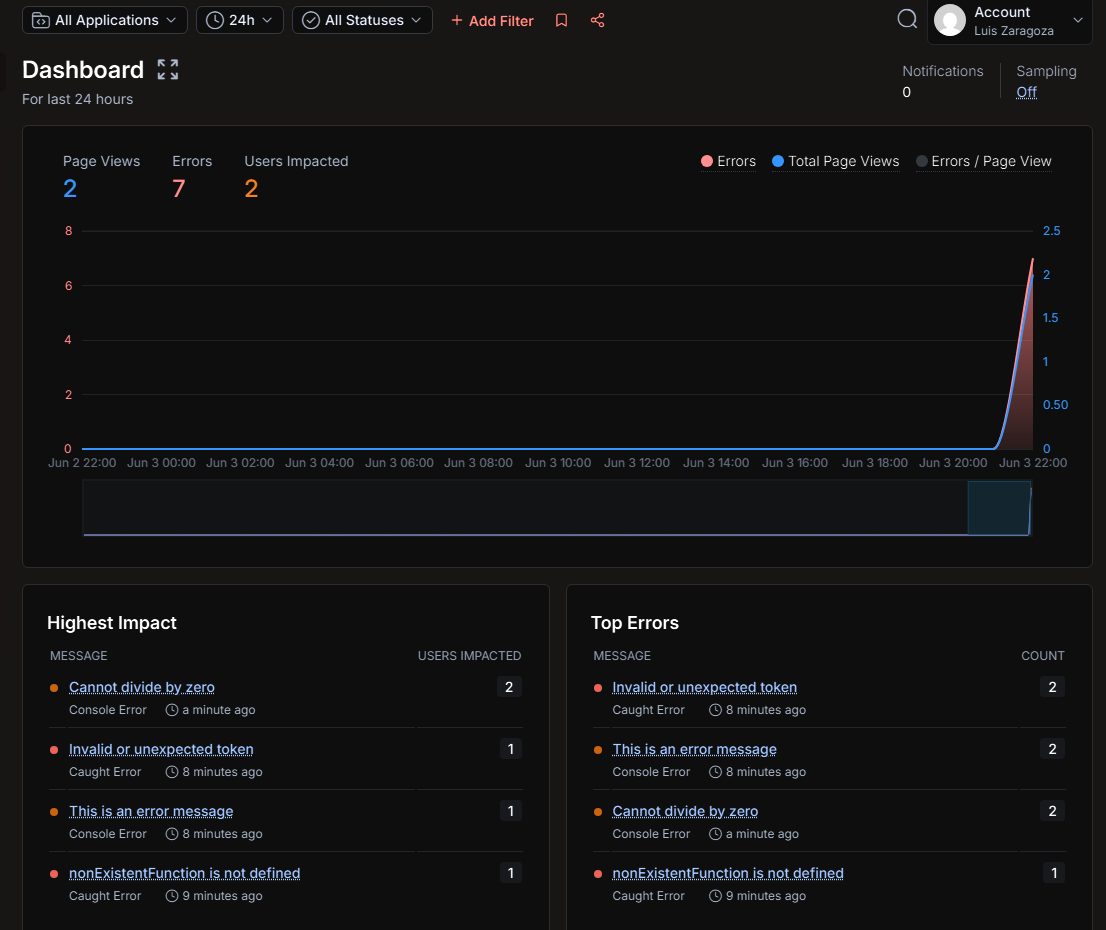 All Applications 24h All Statuses + Add Filter Account
Luis Zaragoza
Dashboard
For last 24 hours
Notifications Sampling
0 Off
Page Views Errors Users Impacted
2 7 2
Errors Total Page Views Errors / Page View
8 2.5
6 2
4 1.5
2 1
0 0.50
0
Jun 2 22:00 Jun 3 00:00 Jun 3 02:00 Jun 3 04:00 Jun 3 06:00 Jun 3 08:00 Jun 3 10:00 Jun 3 12:00 Jun 3 14:00 Jun 3 16:00 Jun 3 18:00 Jun 3 20:00 Jun 3 22:00
Highest Impact
MESSAGE USERS IMPACTED
Cannot divide by zero 2
Console Error a minute ago
Invalid or unexpected token 1
Caught Error 8 minutes ago
This is an error message 1
Console Error 8 minutes ago
nonExistentFunction is not defined 1
Caught Error 9 minutes ago
Top Errors
MESSAGE COUNT
Invalid or unexpected token 2
Caught Error 8 minutes ago
This is an error message 2
Console Error 8 minutes ago
Cannot divide by zero 2
Console Error a minute ago
nonExistentFunction is not defined 1
Caught Error 9 minutes ago